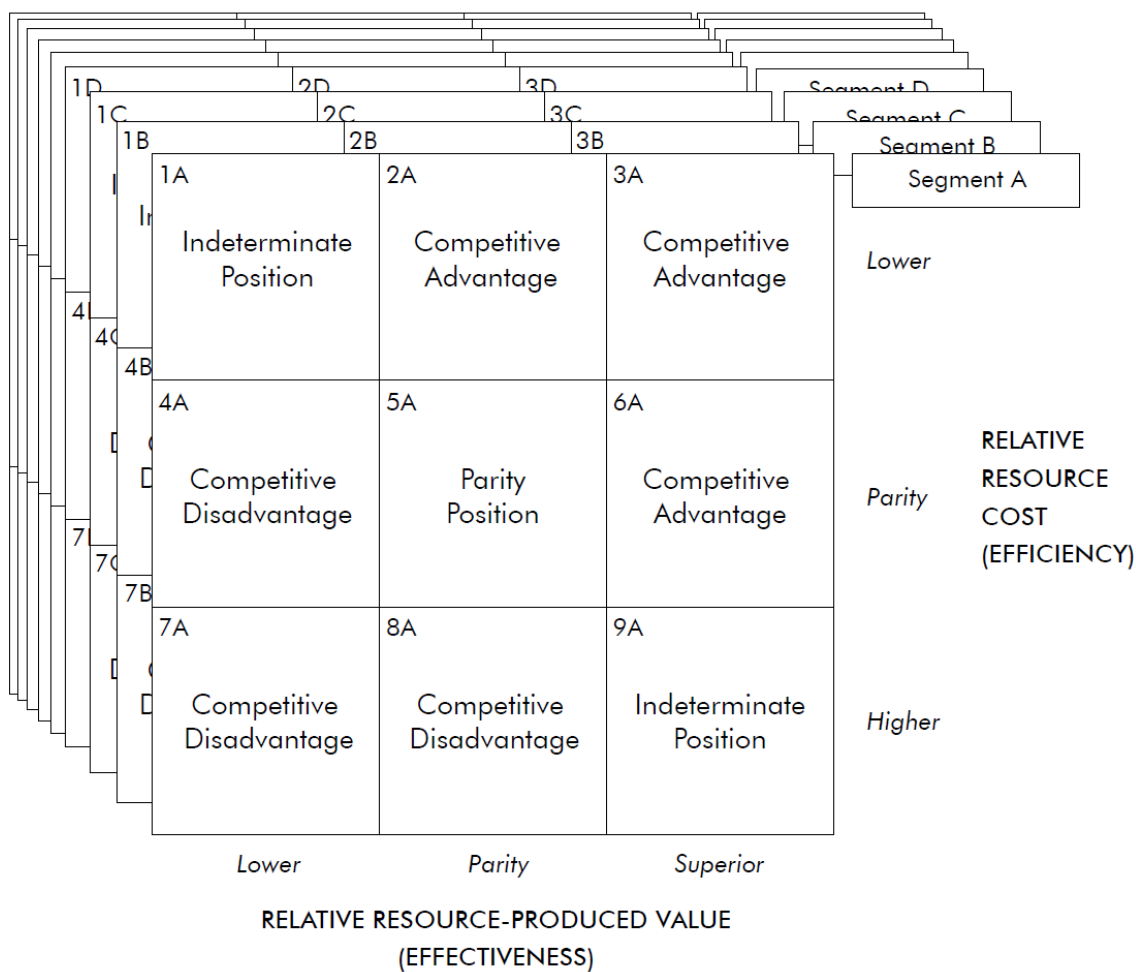 1D
2D
3D
Segment D
1C
2C
3C
Segment C
1B
2B
3B
Segment B
1A
2A
3A
Segment A
Indeterminate
Position
Competitive
Advantage
Competitive
Advantage
Lower
4B
4A
5A
6A
Competitive
Disadvantage
Parity
Position
Competitive
Advantage
Parity
RELATIVE
RESOURCE
COST
(EFFICIENCY)
7B
7A
8A
9A
Competitive
Disadvantage
Competitive
Disadvantage
Indeterminate
Position
Higher
Lower
Parity
Superior
RELATIVE RESOURCE-PRODUCED VALUE
(EFFECTIVENESS)